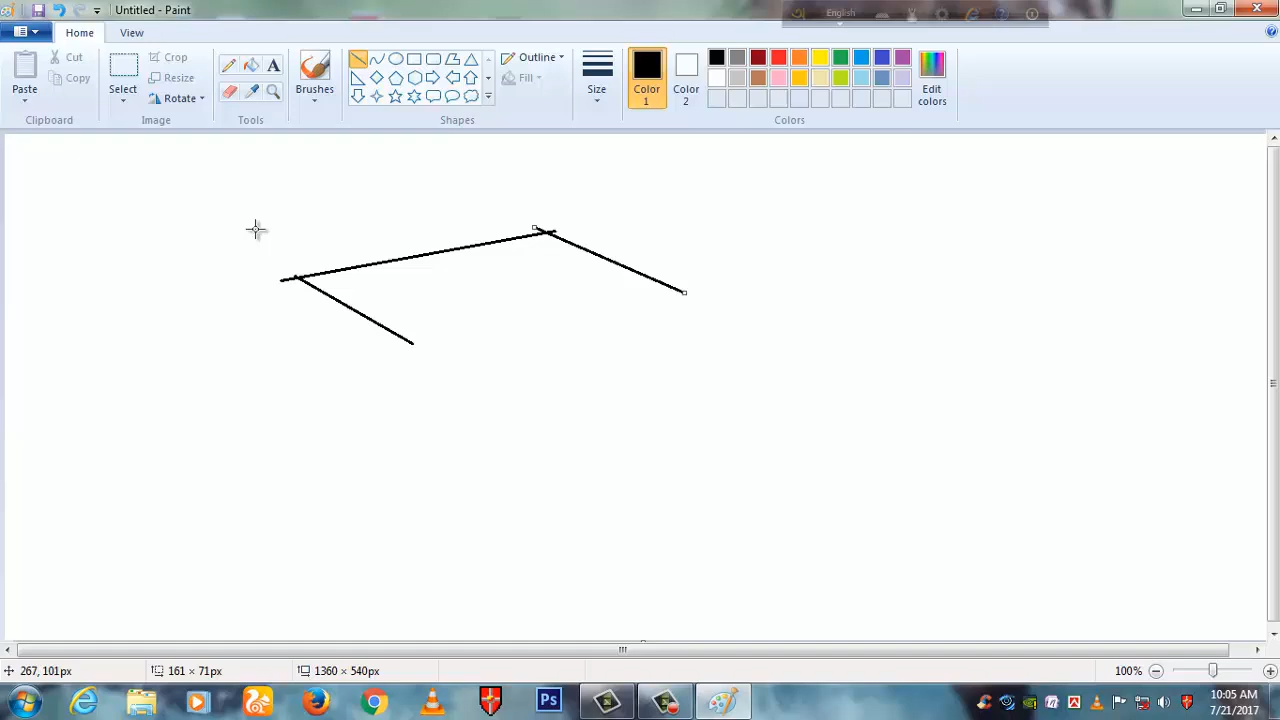 Untitled - Paint
English
Home View
Paste
Cut
Copy
Clipboard
Select
Crop
Resize
Rotate
Image
A
Tools
Brushes
Outline
Fill
Shapes
Size
Color 1
Color 2
Edit colors
Colors
267, 101px
161 × 71px
1360 × 540px
100%
Ps
10:05 AM
7/21/2017